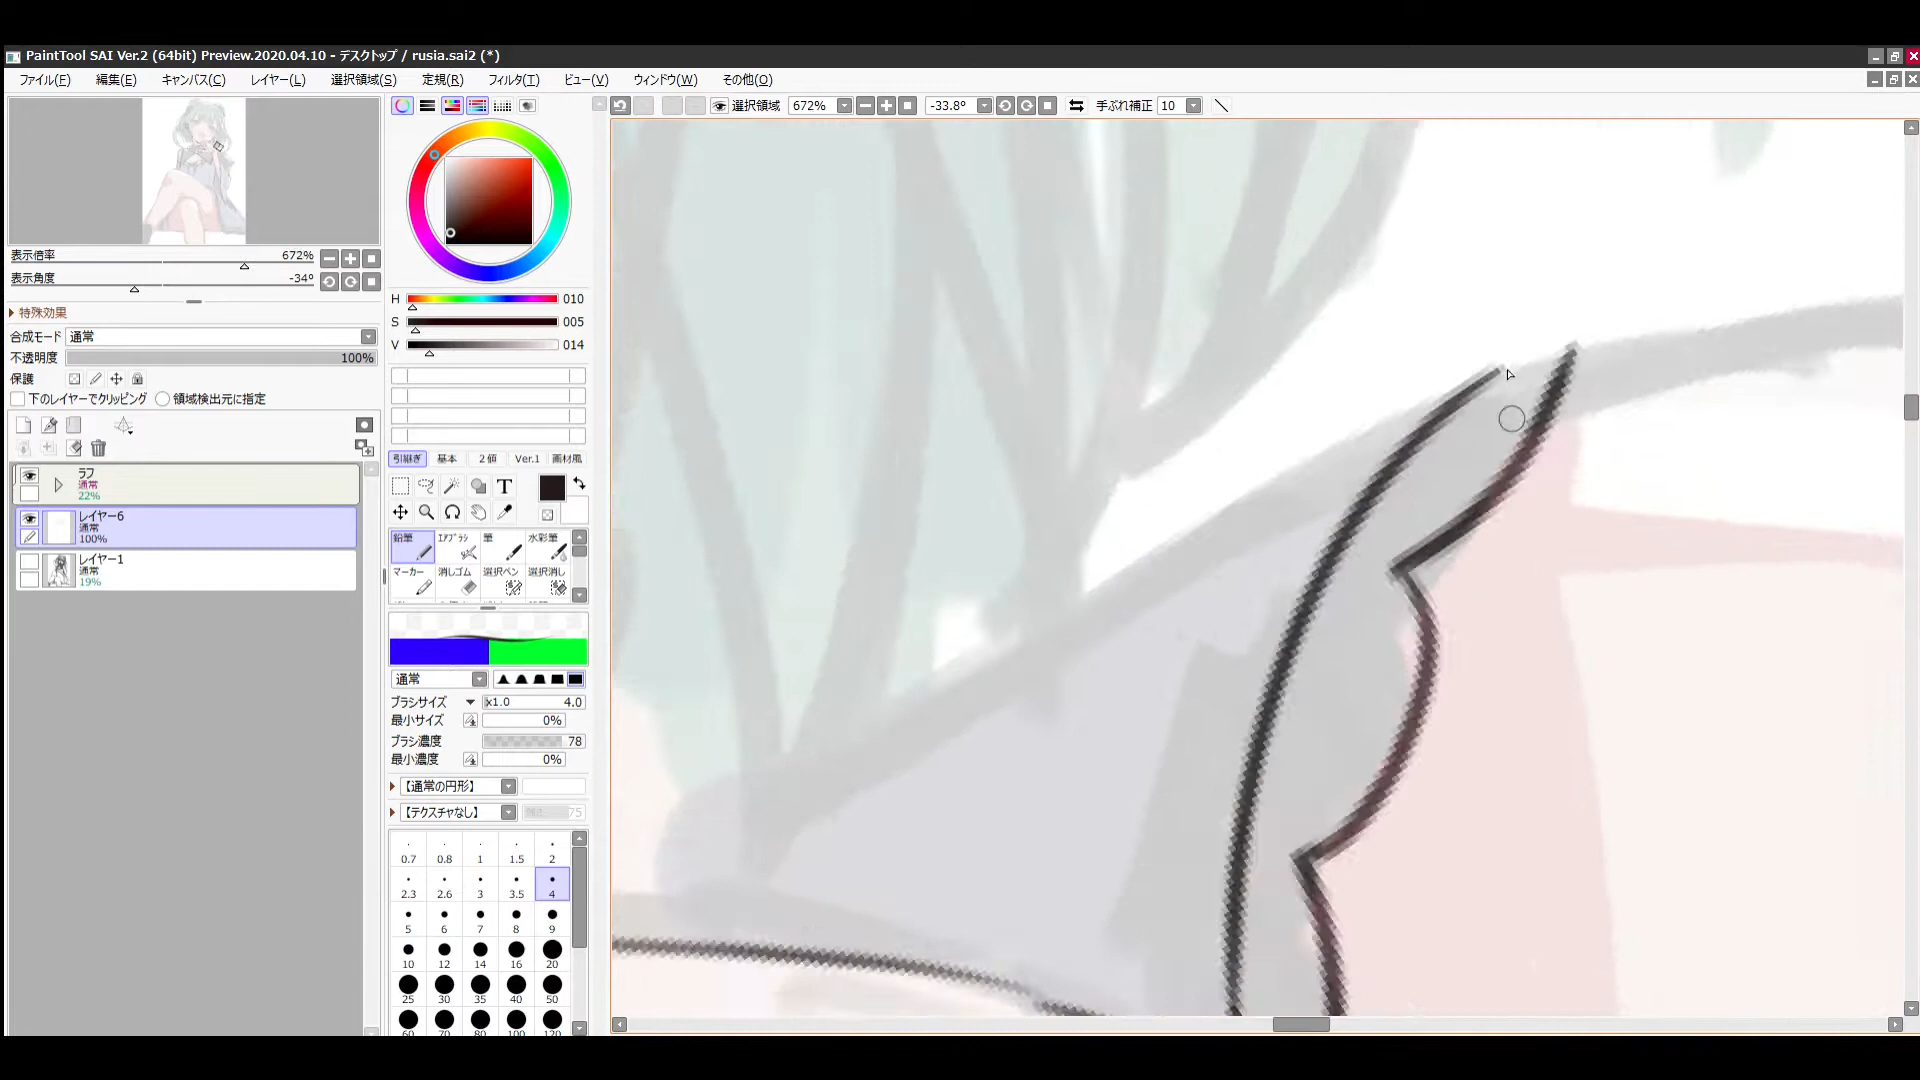 PaintTool SAI Ver.2 (64bit) Preview.2020.04.10 - デスクトップ / rusia.sai2 (*)
ファイル(F) 編集(E) キャンバス(C) レイヤー(L) 選択領域(S) 定規(R) フィルタ(T) ビュー(V) ウィンドウ(W) その他(O)
選択領域 672% -33.8º 手ぶれ補正 10
表示倍率 672%
表示角度 -34º
特殊効果
合成モード 通常
不透明度 100%
保護
下のレイヤーでクリッピング 領域検出元に指定
ラフ
通常
22%
レイヤー6
通常
100%
レイヤー1
通常
19%
H 010
S 005
V 014
引継ぎ 基本 2値 Ver.1 画材風
T
鉛筆 エアブラシ 筆 水彩筆
マーカー 消しゴム 選択ペン 選択消し
通常
ブラシサイズ x1.0 4.0
最小サイズ 0%
ブラシ濃度 78
最小濃度 0%
【通常の円形】
【テクスチャなし】 75
0.7 0.8 1 1.5 2
2.3 2.6 3 3.5 4
5 6 7 8 9
10 12 14 16 20
25 30 35 40 50
60 70 80 100 120